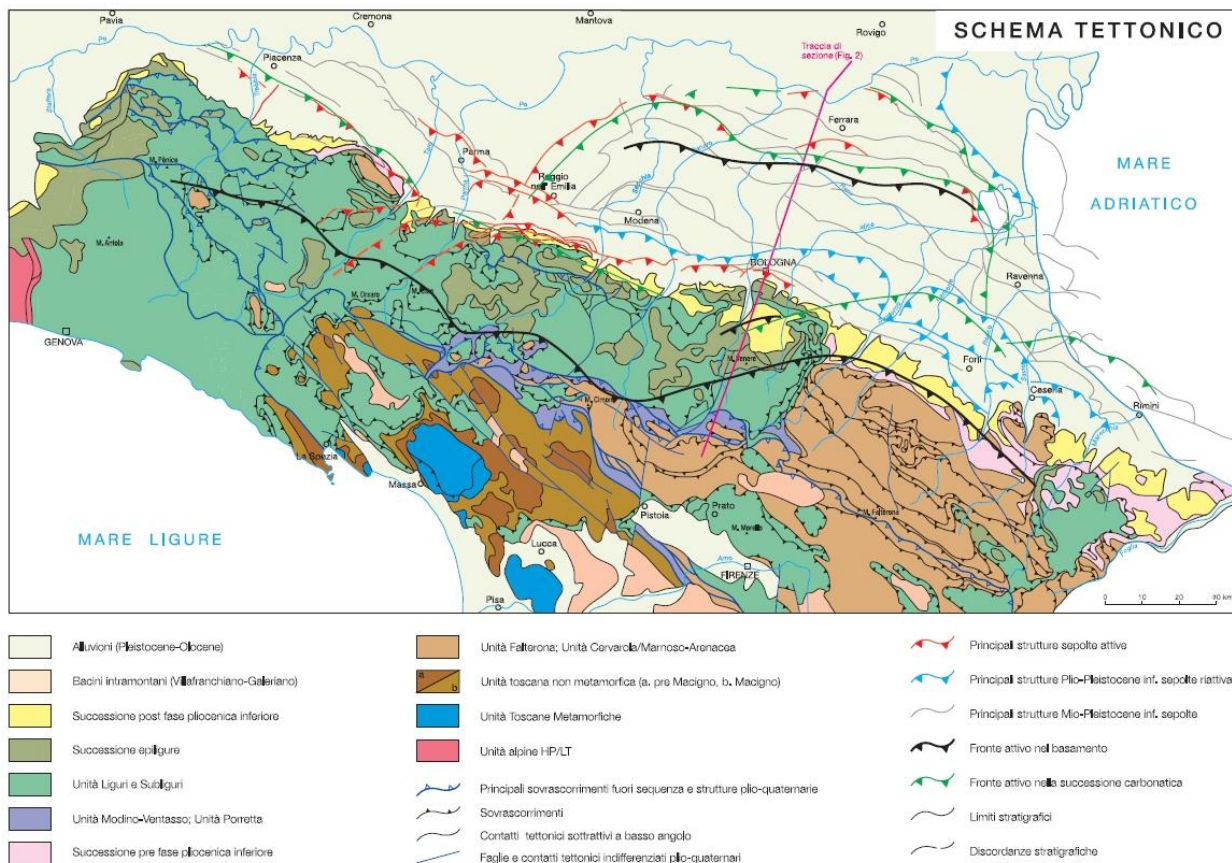 Pavia
Cremona
Mantova
Rovigo
SCHEMA TETTONICO
Traccia di
sezione (Fig. 2)
Piacenza
Po
Po
Po
Ferrara
Parma
Reggio
nell' Emilia
Modena
MARE
ADRIATICO
M. Penice
M. Antola
BOLOGNA
Ravenna
M. Orsaro
GENOVA
M. Venere
M. Cimone
Forlì
Cesena
Rimini
La Spezia
Massa
Pistoia
Prato
M. Morello
M. Falterona
MARE LIGURE
Lucca
Arno
FIRENZE
Foglia
Pisa
0 10 20 30 km
Alluvioni (Pleistocene-Olocene)
Bacini intramontani (Villafranchiano-Galeriano)
Successione post fase pliocenica inferiore
Successione epiligure
Unità Liguri e Subliguri
Unità Modino-Ventasso; Unità Porretta
Successione pre fase pliocenica inferiore
Unità Falterona; Unità Cervarola/Marnoso-Arenacea
a
b
Unità toscana non metamorfica (a. pre Macigno, b. Macigno)
Unità Toscane Metamorfiche
Unità alpine HP/LT
Principali sovrascorrimenti fuori sequenza e strutture plio-quaternarie
Sovrascorrimenti
Contatti tettonici sottrattivi a basso angolo
Faglie e contatti tettonici indifferenziati plio-quaternari
Principali strutture sepolte attive
Principali strutture Plio-Pleistocene inf. sepolte riattiva
Principali strutture Mio-Pleistocene inf. sepolte
Fronte attivo nel basamento
Fronte attivo nella successione carbonatica
Limiti stratigrafici
Discordanze stratigrafiche